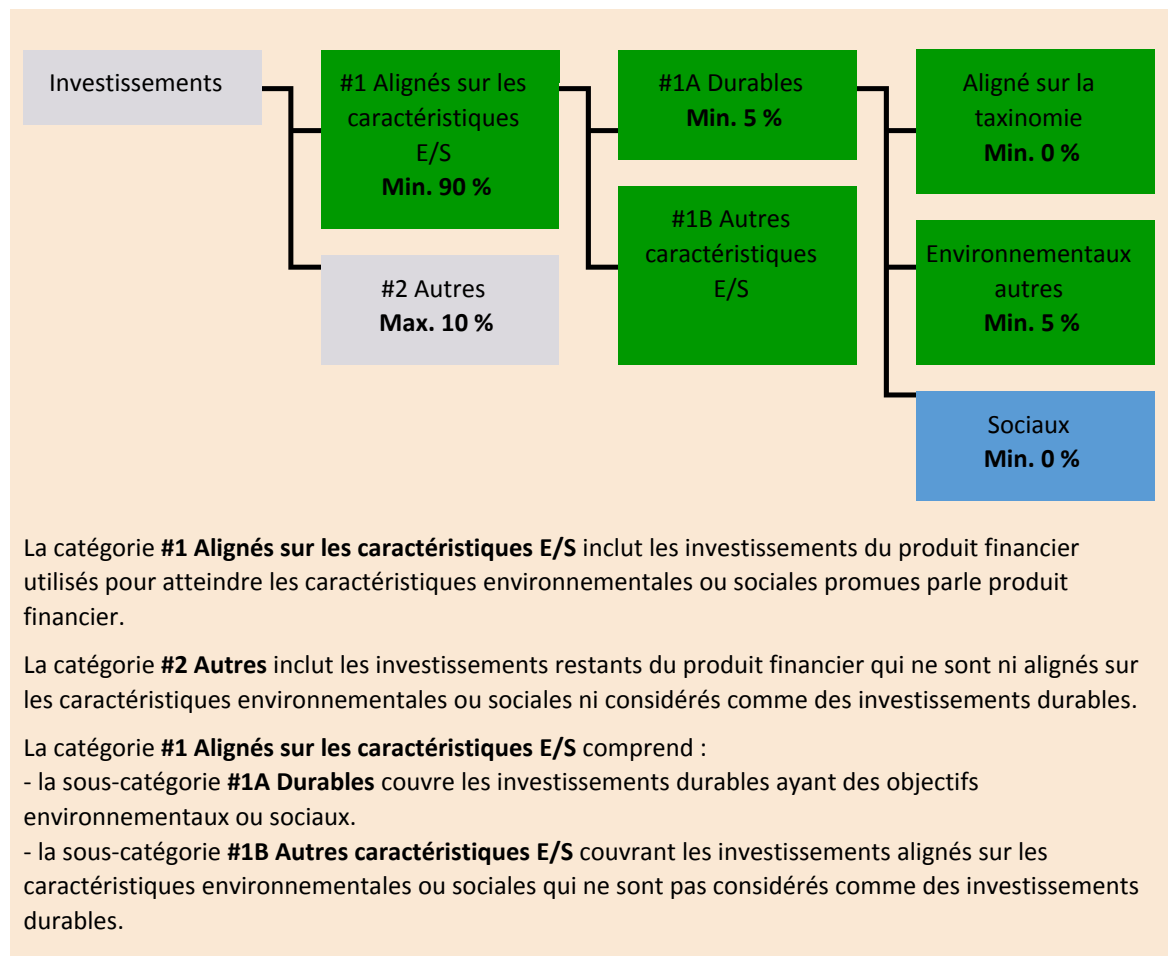 Investissements
#1 Alignés sur les
caractéristiques
E/S
Min. 90 %
#2 Autres
Max. 10 %
#1A Durables
Min. 5 %
#1B Autres
caractéristiques
E/S
Aligné sur la
taxinomie
Min. 0 %
Environnementaux
autres
Min. 5 %
Sociaux
Min. 0 %
La catégorie #1 Alignés sur les caractéristiques E/S inclut les investissements du produit financier
utilisés pour atteindre les caractéristiques environnementales ou sociales promues parle produit
financier.
La catégorie #2 Autres inclut les investissements restants du produit financier qui ne sont ni alignés sur
les caractéristiques environnementales ou sociales ni considérés comme des investissements durables.
La catégorie #1 Alignés sur les caractéristiques E/S comprend :
- la sous-catégorie #1A Durables couvre les investissements durables ayant des objectifs
environnementaux ou sociaux.
- la sous-catégorie #1B Autres caractéristiques E/S couvrant les investissements alignés sur les
caractéristiques environnementales ou sociales qui ne sont pas considérés comme des investissements
durables.